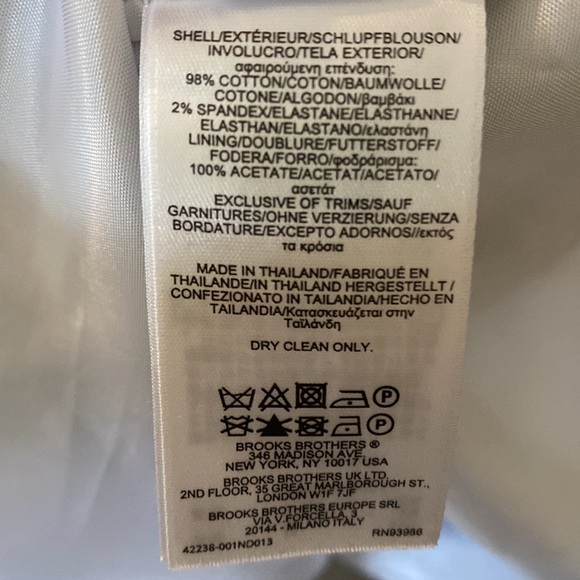 SHELL/EXTÉRIEUR/SCHLUPFBLOUSON/
INVOLUCRO/TELA EXTERIOR/
αφαιρούμενη επένδυση:
98% COTTON/COTON/BAUMWOLLE/
COTONE/ALGODON/βαμβάκι
2% SPANDEX/ELASTANE/ELASTHANNE/
ELASTHAN/ELASTANO/ελαστάνη
LINING/DOUBLURE/FUTTERSTOFF/
FODERA/FORRO/φοδράρισμα:
100% ACETATE/ACETAT/ACETATO/
ασετάτ
EXCLUSIVE OF TRIMS/SAUF
GARNITURES/OHNE VERZIERUNG/SENZA
BORDATURE/EXCEPTO ADORNOS//εκτός
τα κρόσια
MADE IN THAILAND/FABRIQUÉ EN
THAILANDE/IN THAILAND HERGESTELLT /
CONFEZIONATO IN TAILANDIA/HECHO EN
TAILANDIA/Κατασκευάζεται στην
Ταϊλάνδη
DRY CLEAN ONLY.
P
P
BROOKS BROTHERS ®
346 MADISON AVE.
NEW YORK, NY 10017 USA
BROOKS BROTHERS UK LTD.
2ND FLOOR, 35 GREAT MARLBOROUGH ST.,
LONDON W1F 7JF
BROOKS BROTHERS EUROPE SRL
VIA V.FORCELLA, 3
20144 - MILANO ITALY
42238-001ND013 RN93986